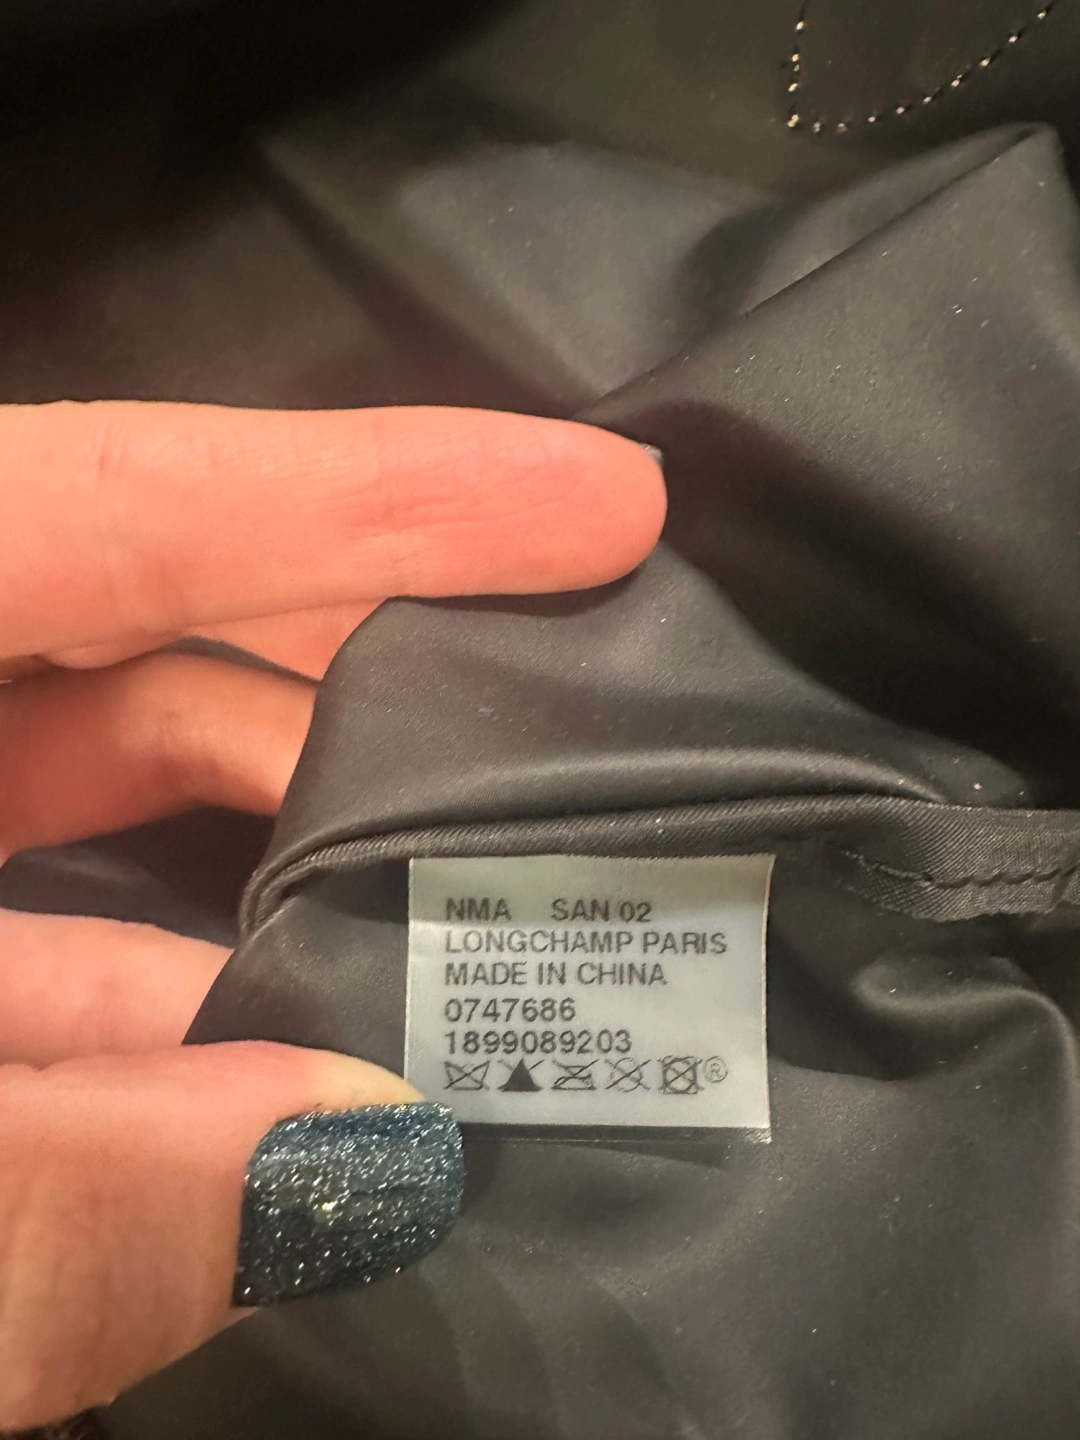 NMA SAN 02
LONGCHAMP PARIS
MADE IN CHINA
0747686
1899089203
®